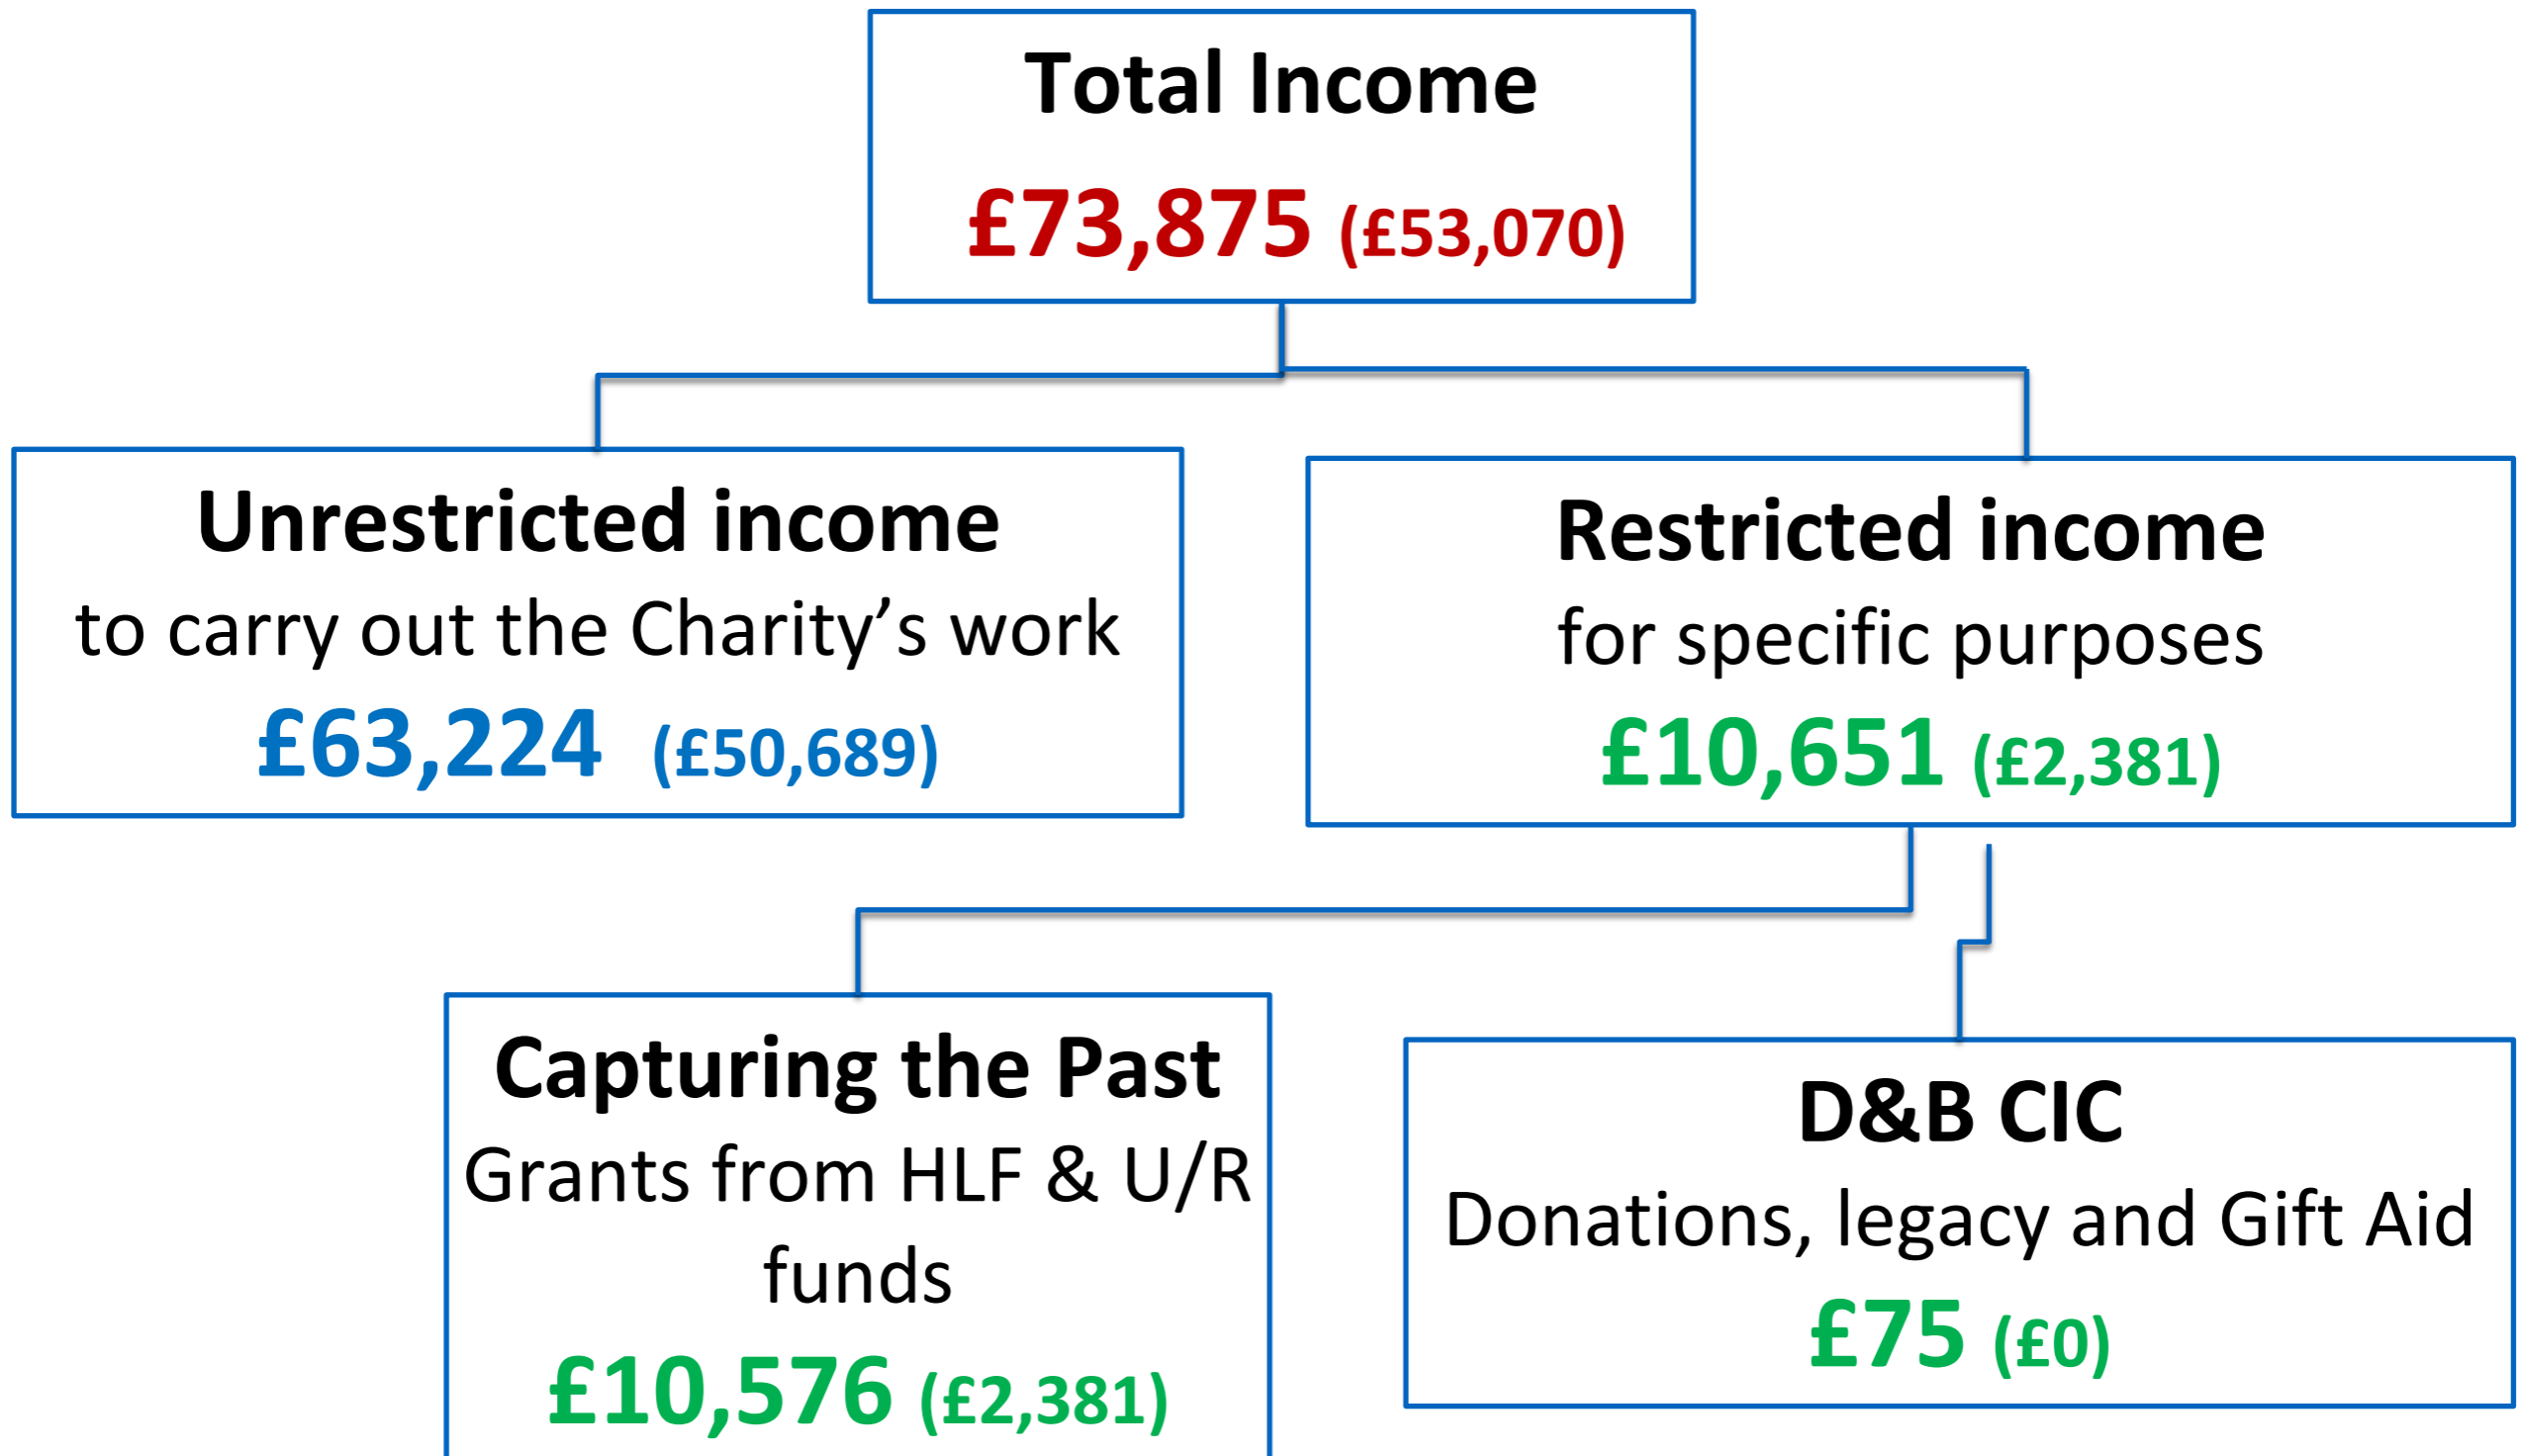 Total Income
£73,875 (£53,070)
Unrestricted income
to carry out the Charity’s work
£63,224 (£50,689)
Restricted income
for specific purposes
£10,651 (£2,381)
Capturing the Past
Grants from HLF & U/R
funds
£10,576 (£2,381)
D&B CIC
Donations, legacy and Gift Aid
£75 (£0)